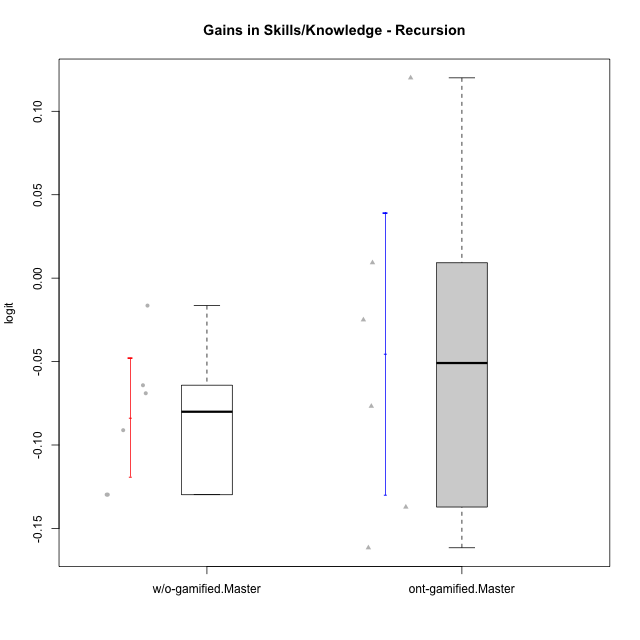 Gains in Skills/Knowledge - Recursion
logit
0.10
0.05
0.00
-0.05
-0.10
-0.15
w/o-gamified.Master
ont-gamified.Master